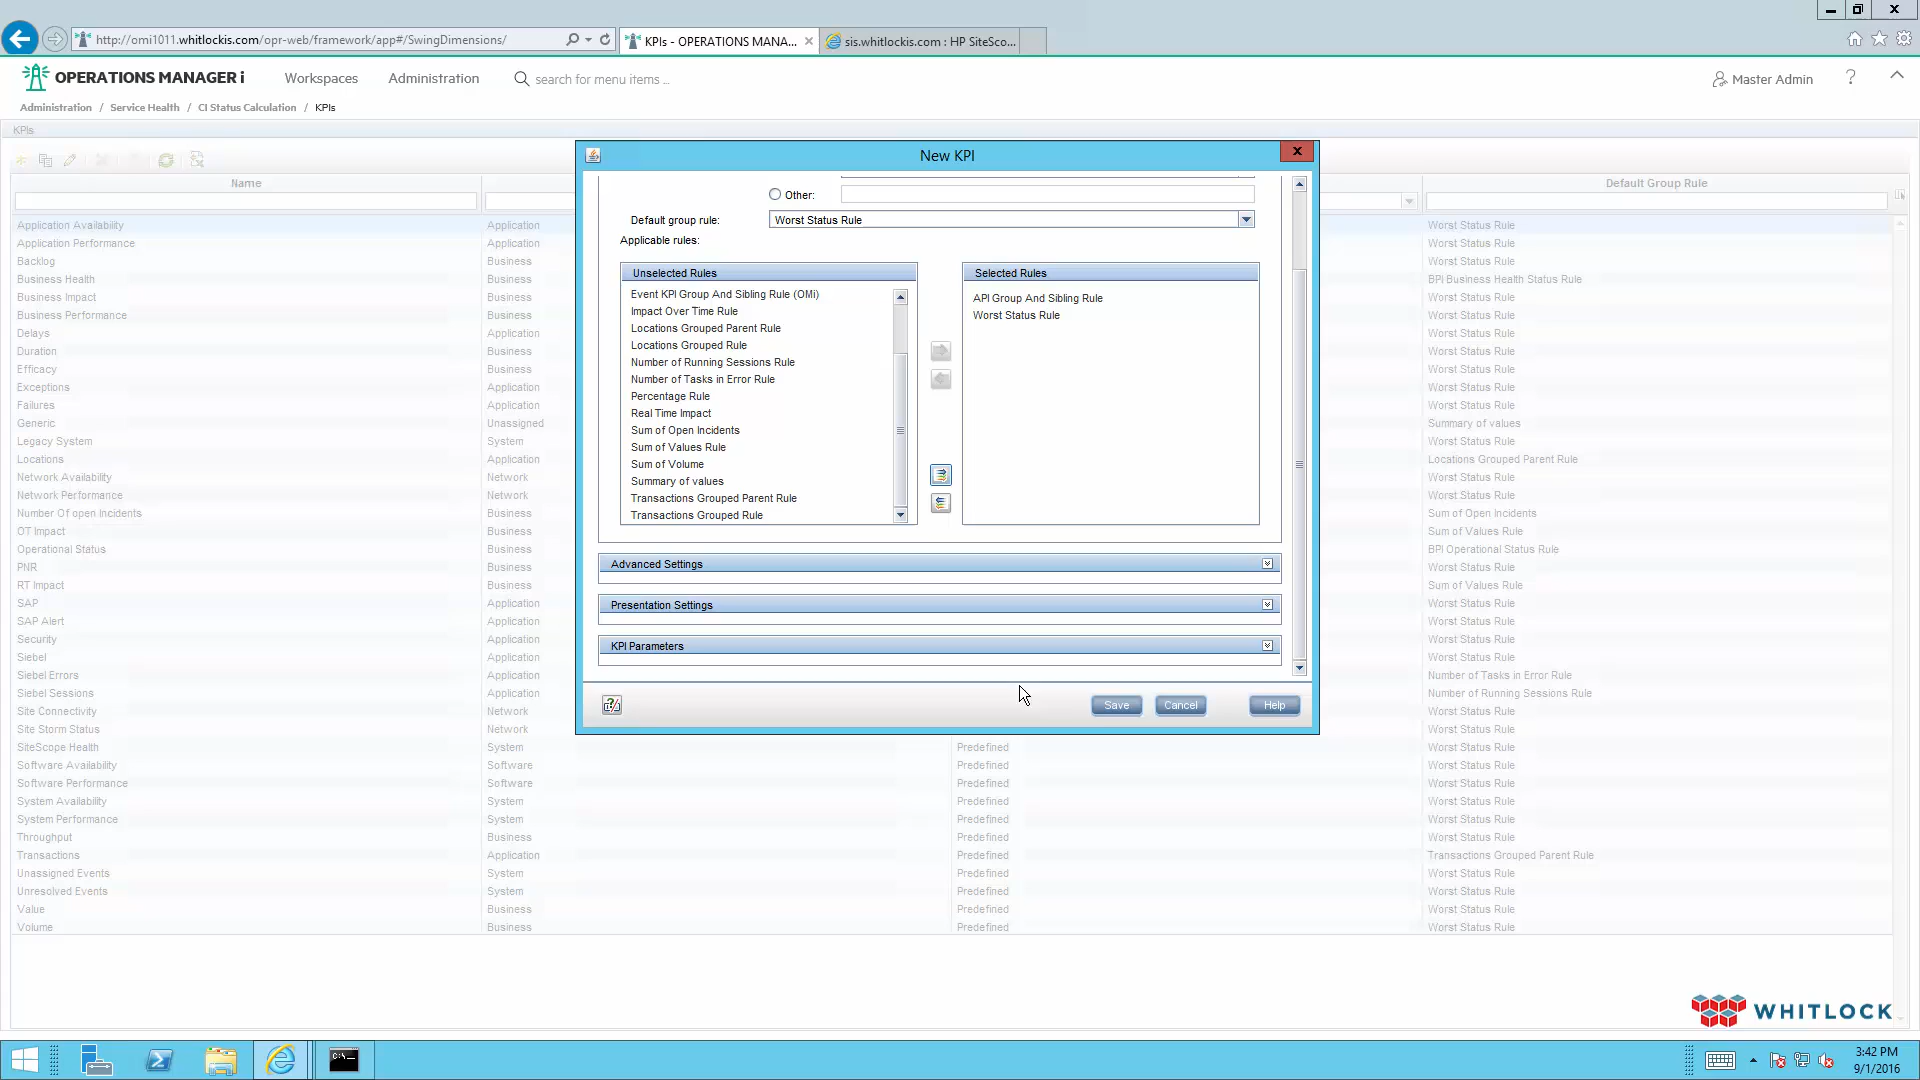 http://omi1011.whitlockis.com/opr-web/framework/app#/SwingDimensions/
KPIs - OPERATIONS MANA...
sis.whitlockis.com : HP SiteSco...
OPERATIONS MANAGER i
Workspaces
Administration
search for menu items ...
Master Admin
?
Administration / Service Health / CI Status Calculation / KPIs
KPIs
Name
Default Group Rule
Application Availability Application Worst Status Rule
Application Performance Application Worst Status Rule
Backlog Business Worst Status Rule
Business Health Business BPI Business Health Status Rule
Business Impact Business Worst Status Rule
Business Performance Business Worst Status Rule
Delays Application Worst Status Rule
Duration Business Worst Status Rule
Efficacy Business Worst Status Rule
Exceptions Application Worst Status Rule
Failures Application Worst Status Rule
Generic Unassigned Summary of values
Legacy System System Worst Status Rule
Locations Application Locations Grouped Parent Rule
Network Availability Network Worst Status Rule
Network Performance Network Worst Status Rule
Number Of open Incidents Business Sum of Open Incidents
OT Impact Business Sum of Values Rule
Operational Status Business BPI Operational Status Rule
PNR Business Worst Status Rule
RT Impact Business Sum of Values Rule
SAP Application Worst Status Rule
SAP Alert Application Worst Status Rule
Security Application Worst Status Rule
Siebel Application Worst Status Rule
Siebel Errors Application Number of Tasks in Error Rule
Siebel Sessions Application Number of Running Sessions Rule
Site Connectivity Network Worst Status Rule
Site Storm Status Network Worst Status Rule
SiteScope Health System Predefined Worst Status Rule
Software Availability Software Predefined Worst Status Rule
Software Performance Software Predefined Worst Status Rule
System Availability System Predefined Worst Status Rule
System Performance System Predefined Worst Status Rule
Throughput Business Predefined Worst Status Rule
Transactions Application Predefined Transactions Grouped Parent Rule
Unassigned Events System Predefined Worst Status Rule
Unresolved Events System Predefined Worst Status Rule
Value Business Predefined Worst Status Rule
Volume Business Predefined Worst Status Rule
New KPI
Other:
Default group rule: Worst Status Rule
Applicable rules:
Unselected Rules
Event KPI Group And Sibling Rule (OMi)
Impact Over Time Rule
Locations Grouped Parent Rule
Locations Grouped Rule
Number of Running Sessions Rule
Number of Tasks in Error Rule
Percentage Rule
Real Time Impact
Sum of Open Incidents
Sum of Values Rule
Sum of Volume
Summary of values
Transactions Grouped Parent Rule
Transactions Grouped Rule
Selected Rules
API Group And Sibling Rule
Worst Status Rule
Advanced Settings
Presentation Settings
KPI Parameters
Save
Cancel
Help
WHITLOCK
3:42 PM
9/1/2016